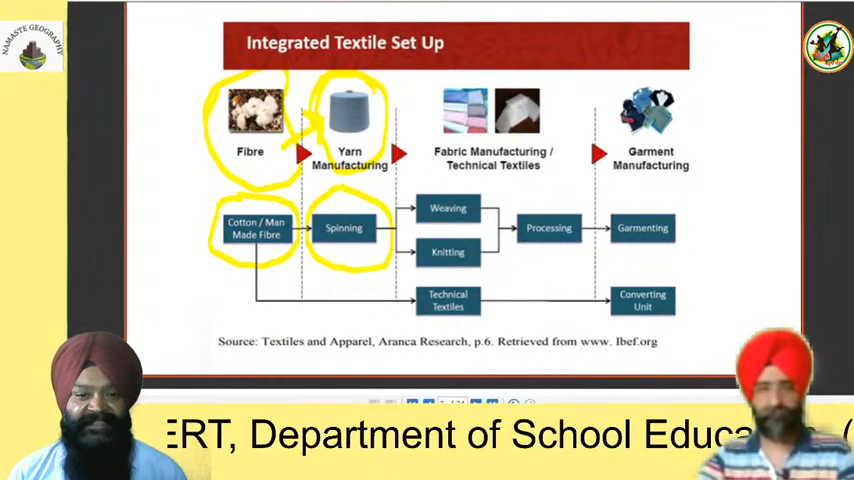 NAMASTE GEOGRAPHY
Integrated Textile Set Up
Fibre
Yarn
Manufacturing
Fabric Manufacturing /
Technical Textiles
Garment
Manufacturing
Cotton / Man
Made Fibre
Spinning
Weaving
Knitting
Processing
Garmenting
Technical
Textiles
Converting
Unit
Source: Textiles and Apparel, Aranca Research, p.6. Retrieved from www. Ibef.org
ERT, Department of School Educa
(